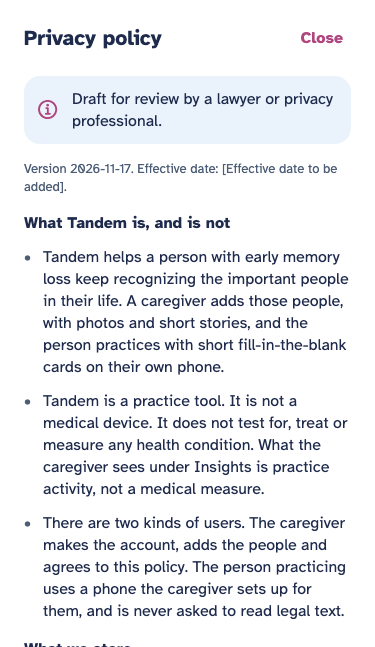 Privacy policy
Close
Draft for review by a lawyer or privacy
professional.
Version 2026-11-17. Effective date: [Effective date to be
added].
What Tandem is, and is not
• Tandem helps a person with early memory
loss keep recognizing the important people
in their life. A caregiver adds those people,
with photos and short stories, and the
person practices with short fill-in-the-blank
cards on their own phone.
• Tandem is a practice tool. It is not a
medical device. It does not test for, treat or
measure any health condition. What the
caregiver sees under Insights is practice
activity, not a medical measure.
• There are two kinds of users. The caregiver
makes the account, adds the people and
agrees to this policy. The person practicing
uses a phone the caregiver sets up for
them, and is never asked to read legal text.
What we store